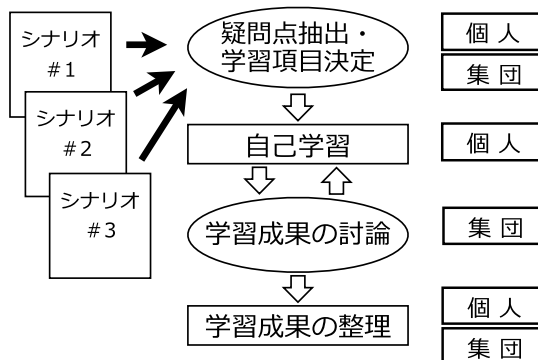 シナリオ
#1
シナリオ
#2
シナリオ
#3
疑問点抽出・
学習項目決定
自己学習
学習成果の討論
学習成果の整理
個人
集団
個人
集団
個人
集団